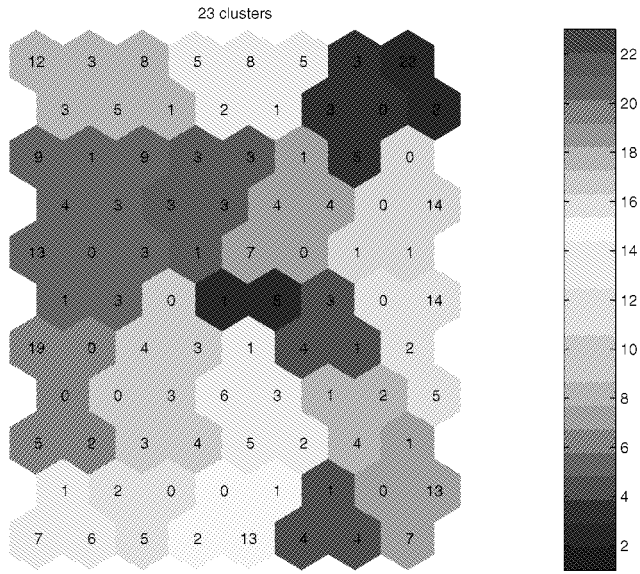 23 clusters
12 3 8 5 8 5 3 22
3 5 1 2 1 3 0
9 1 9 3 3 1 5 0
4 3 3 3 4 4 0 14
13 0 3 1 7 0 1 1
1 3 0 1 5 3 0 14
19 0 4 3 1 4 1 2
0 0 3 6 3 1 2 5
5 2 3 4 5 2 4 1
1 2 0 0 1 1 0 13
7 6 5 2 13 4 4 7
22
20
18
16
14
12
10
8
6
4
2